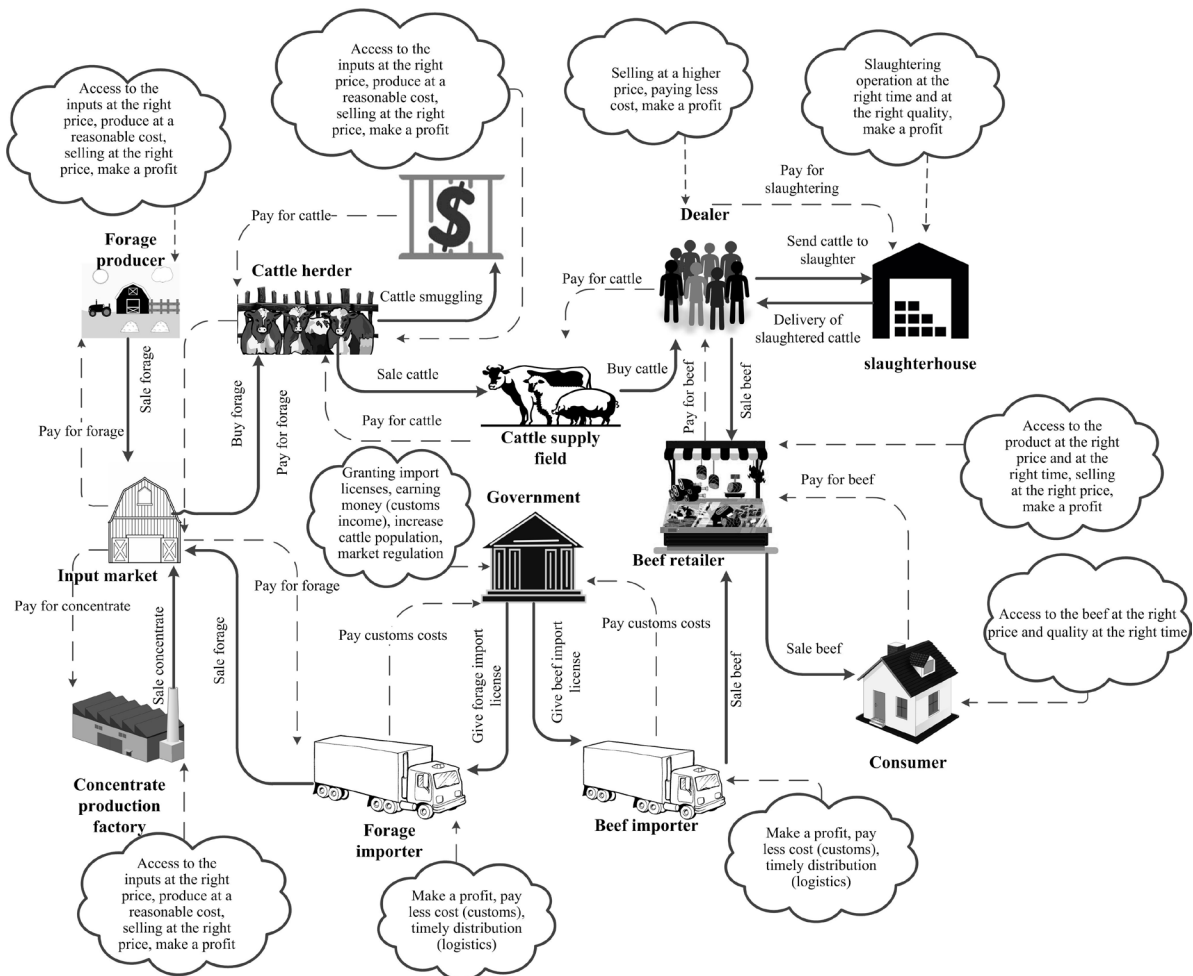 Access to the
inputs at the right
price, produce at a
reasonable cost,
selling at the right
price, make a profit
Access to the
inputs at the right
price, produce at a
reasonable cost,
selling at the right
price, make a profit
Selling at a higher
price, paying less
cost, make a profit
Slaughtering
operation at the
right time and at
the right quality,
make a profit
Pay for
slaughtering
Dealer
Pay for cattle
$
Forage
producer
Cattle herder
Send cattle to
slaughter
Pay for cattle
Cattle smuggling
Delivery of
slaughtered cattle
slaughterhouse
Sale forage
Buy forage
Pay for forage
Sale cattle
Buy cattle
Pay for beef
Sale beef
Pay for forage
Pay for cattle
Cattle supply
field
Access to the
product at the right
price and at the
right time, selling
at the right price,
make a profit
Granting import
licenses, earning
money (customs
income), increase
cattle population,
market regulation
Government
Pay for beef
Input market
Beef retailer
Pay for forage
Pay for concentrate
Sale concentrate
Sale forage
Pay customs costs
Give forage import
license
Give beef import
license
Pay customs costs
Sale beef
Sale beef
Access to the beef at the right
price and quality at the right time
Consumer
Concentrate
production
factory
Forage
importer
Beef importer
Access to the
inputs at the right
price, produce at a
reasonable cost,
selling at the right
price, make a profit
Make a profit, pay
less cost (customs),
timely distribution
(logistics)
Make a profit, pay
less cost (customs),
timely distribution
(logistics)